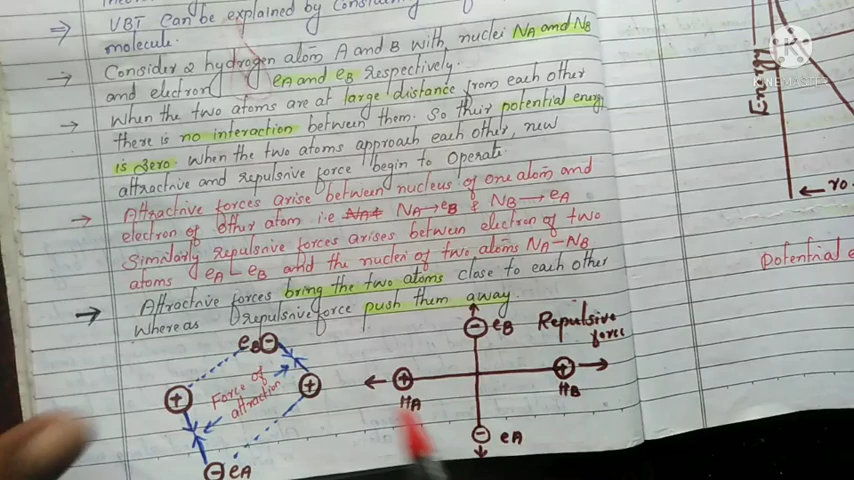 ⇒ VBT Can be explained by Considering
molecule.
→ Consider 2 hydrogen atom A and B with, nuclei NA and NB
and electron eA and eB respectively.
→ When the two atoms are at large distance from each other
there is no interaction between them. So their potential energy
is zero. When the two atoms approach each other, new
attractive and repulsive force begin to operate.
→ Attractive forces arise between nucleus of one atom and
electron of other atom i.e NA → eB & NB → eA
Similarly repulsive forces arises between electron of two
atoms eA – eB and the nuclei of two atoms NA – NB
→ Attractive forces bring the two atoms close to each other
whereas repulsive force push them away.
eB
Force of
attraction
eA
eB
Repulsive
force
HA
HB
eA
Energy
KINEMASTER
← r0
Potential e